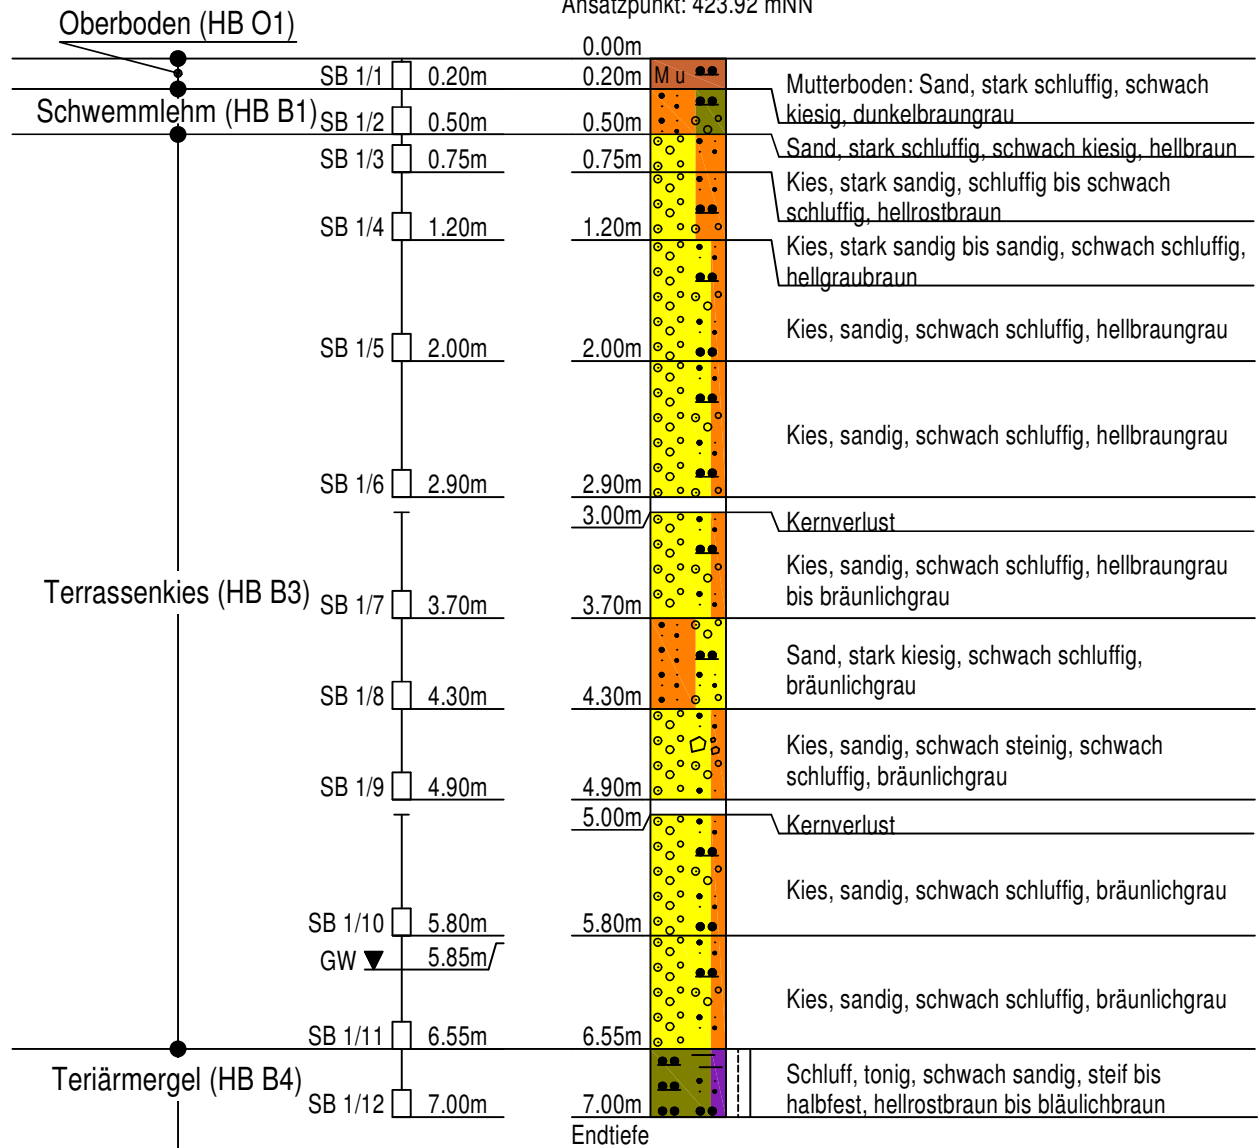 Ansatzpunkt: 423.92 mNN
Oberboden (HB O1)
0.00m
SB 1/1 0.20m 0.20m M u
Mutterboden: Sand, stark schluffig, schwach
kiesig, dunkelbraungrau
Schwemmlehm (HB B1)
SB 1/2 0.50m 0.50m
Sand, stark schluffig, schwach kiesig, hellbraun
SB 1/3 0.75m 0.75m
Kies, stark sandig, schluffig bis schwach
schluffig, hellrostbraun
SB 1/4 1.20m 1.20m
Kies, stark sandig bis sandig, schwach schluffig,
hellgraubraun
Kies, sandig, schwach schluffig, hellbraungrau
SB 1/5 2.00m 2.00m
Kies, sandig, schwach schluffig, hellbraungrau
SB 1/6 2.90m 2.90m
3.00m
Kernverlust
Kies, sandig, schwach schluffig, hellbraungrau
bis bräunlichgrau
Terrassenkies (HB B3)
SB 1/7 3.70m 3.70m
Sand, stark kiesig, schwach schluffig,
bräunlichgrau
SB 1/8 4.30m 4.30m
Kies, sandig, schwach steinig, schwach
schluffig, bräunlichgrau
SB 1/9 4.90m 4.90m
5.00m
Kernverlust
Kies, sandig, schwach schluffig, bräunlichgrau
SB 1/10 5.80m 5.80m
GW 5.85m
Kies, sandig, schwach schluffig, bräunlichgrau
SB 1/11 6.55m 6.55m
Teriärmergel (HB B4)
Schluff, tonig, schwach sandig, steif bis
halbfest, hellrostbraun bis bläulichbraun
SB 1/12 7.00m 7.00m
Endtiefe